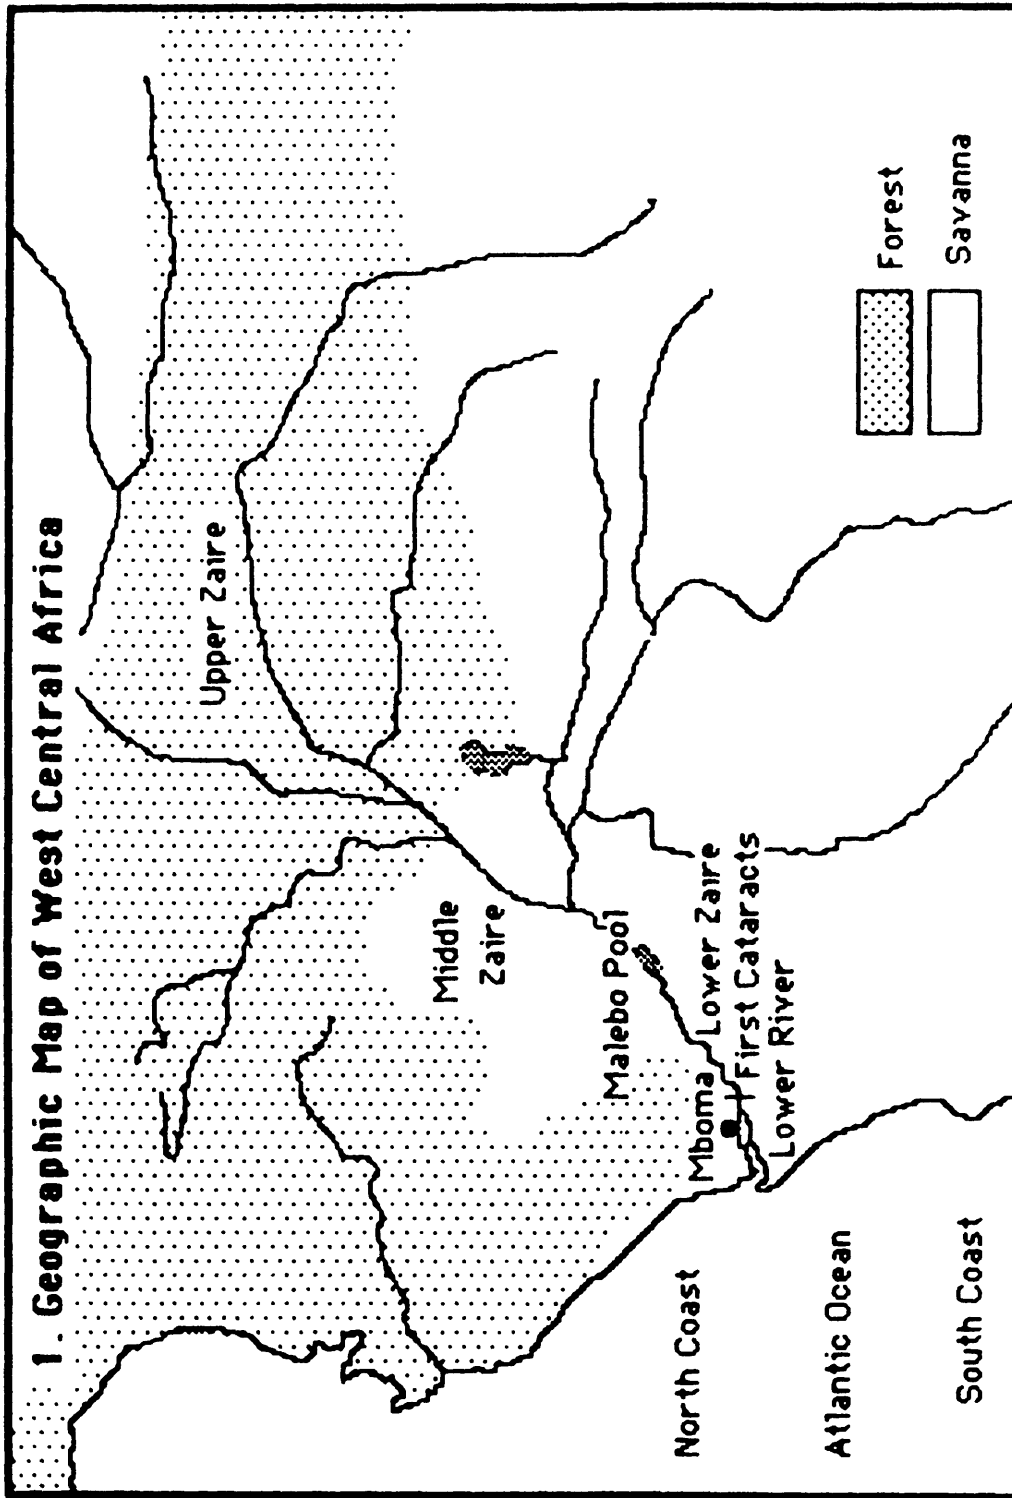 1. Geographic Map of West Central Africa
Upper Zaire
Middle
Zaire
Malebo Pool
Lower Zaire
Mboma
First Cataracts
Lower River
North Coast
Atlantic Ocean
South Coast
Forest
Savanna